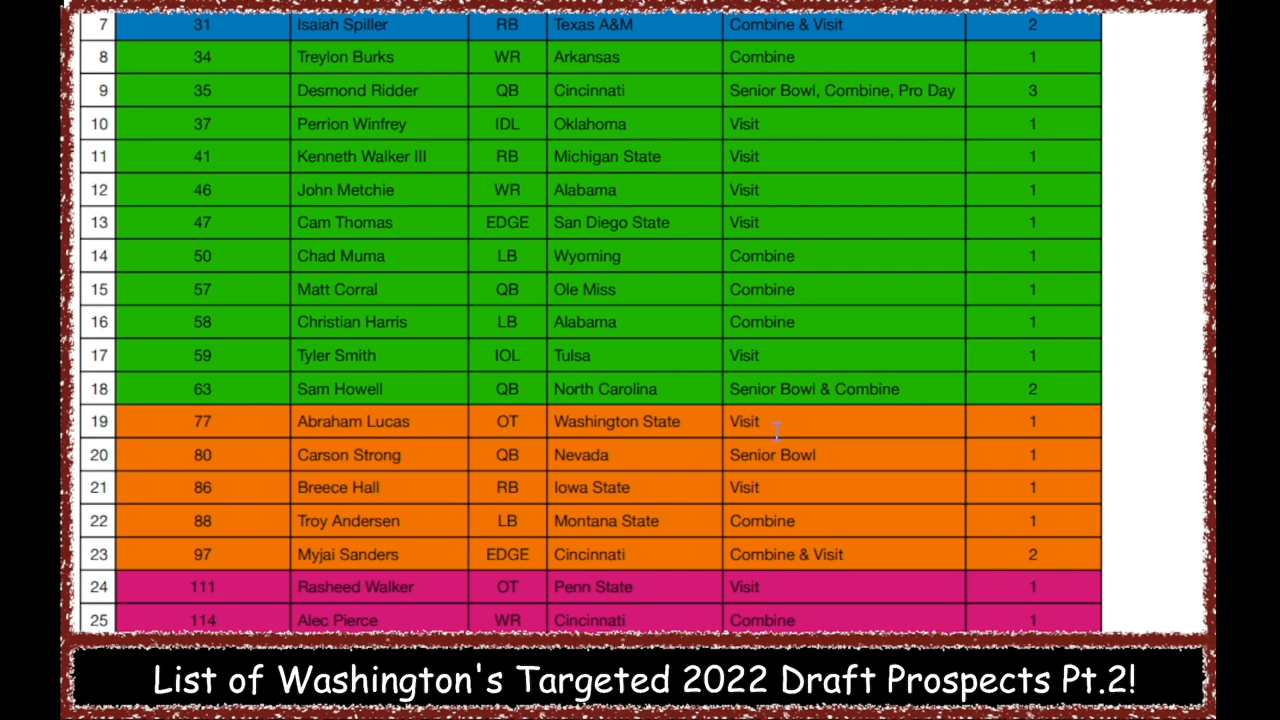 7 31 Isaiah Spiller RB Texas A&M Combine & Visit 2
8 34 Treylon Burks WR Arkansas Combine 1
9 35 Desmond Ridder QB Cincinnati Senior Bowl, Combine, Pro Day 3
10 37 Perrion Winfrey IDL Oklahoma Visit 1
11 41 Kenneth Walker III RB Michigan State Visit 1
12 46 John Metchie WR Alabama Visit 1
13 47 Cam Thomas EDGE San Diego State Visit 1
14 50 Chad Muma LB Wyoming Combine 1
15 57 Matt Corral QB Ole Miss Combine 1
16 58 Christian Harris LB Alabama Combine 1
17 59 Tyler Smith IOL Tulsa Visit 1
18 63 Sam Howell QB North Carolina Senior Bowl & Combine 2
19 77 Abraham Lucas OT Washington State Visit 1
20 80 Carson Strong QB Nevada Senior Bowl 1
21 86 Breece Hall RB Iowa State Visit 1
22 88 Troy Andersen LB Montana State Combine 1
23 97 Myjai Sanders EDGE Cincinnati Combine & Visit 2
24 111 Rasheed Walker OT Penn State Visit 1
25 114 Alec Pierce WR Cincinnati Combine 1
List of Washington's Targeted 2022 Draft Prospects Pt.2!